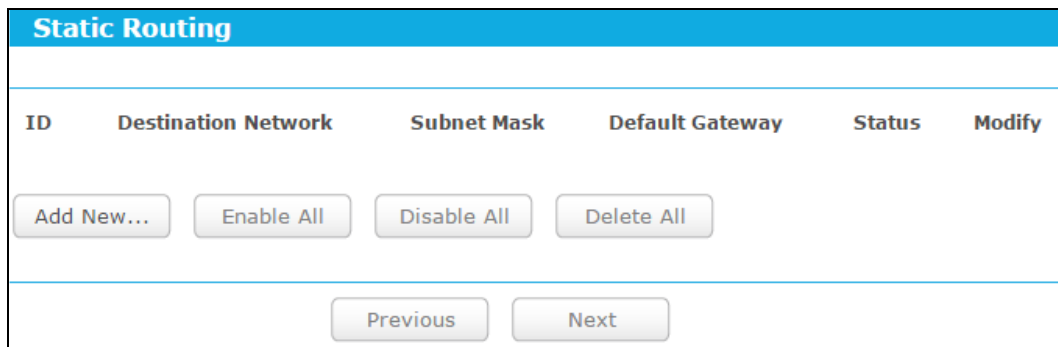 Static Routing
ID Destination Network Subnet Mask Default Gateway Status Modify
Add New... Enable All Disable All Delete All
Previous Next